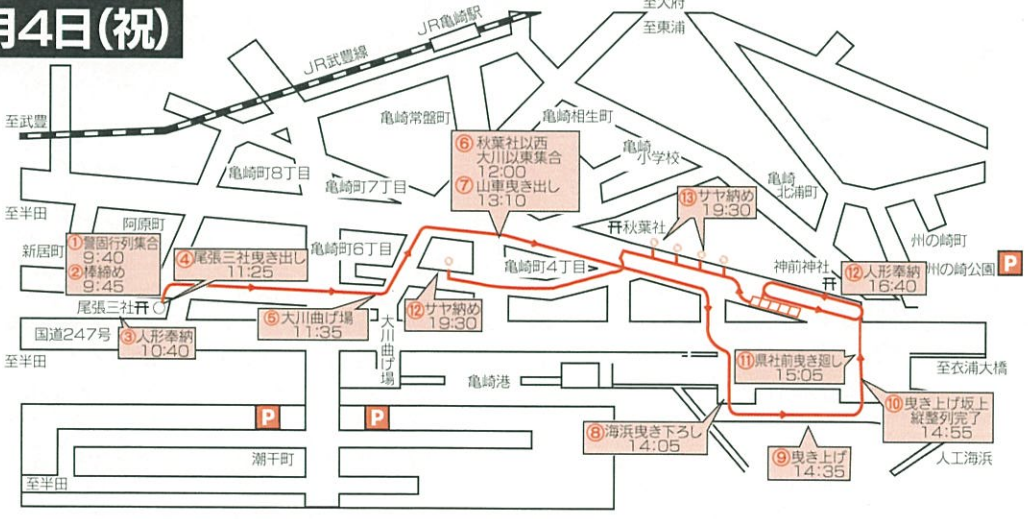 月4日(祝)
至大府
至東浦
JR亀崎駅
JR武豊線
至武豊
亀崎常盤町
亀崎相生町
亀崎
小学校
亀崎町8丁目
亀崎町7丁目
亀崎
北浦町
⑥秋葉社以西
大川以東集合
12:00
⑦山車曳き出し
13:10
⑬サヤ納め
19:30
至半田
阿原町
新居町
秋葉社
州の崎町
①警固行列集合
9:40
②棒締め
9:45
④尾張三社曳き出し
11:25
亀崎町6丁目
亀崎町4丁目
神前神社
⑫人形奉納
16:40
州の崎公園
P
尾張三社
⑤大川曲げ場
11:35
⑫サヤ納め
19:30
国道247号
③人形奉納
10:40
大川曲げ場
至半田
亀崎港
⑪県社前曳き廻し
15:05
至衣浦大橋
P
P
⑧海浜曳き下ろし
14:05
⑨曳き上げ
14:35
⑩曳き上げ坂上
縦整列完了
14:55
人工海浜
潮干町
至半田